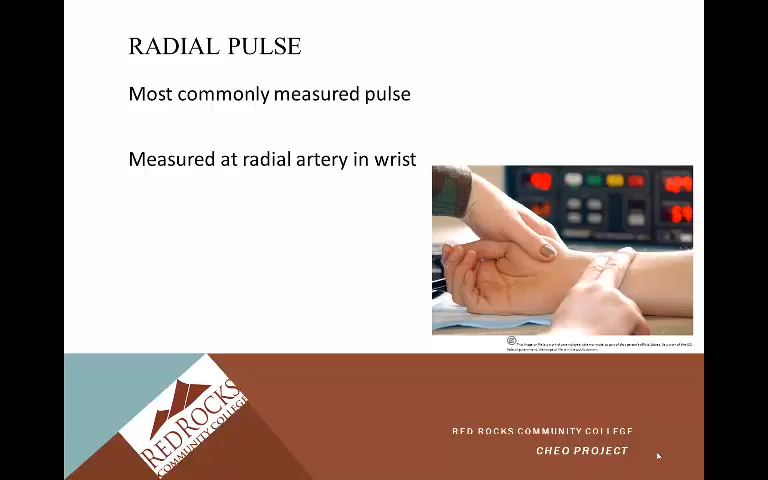 RADIAL PULSE
Most commonly measured pulse
Measured at radial artery in wrist
RED ROCKS
COMMUNITY COLLEGE
RED ROCKS COMMUNITY COLLEGE
CHEO PROJECT